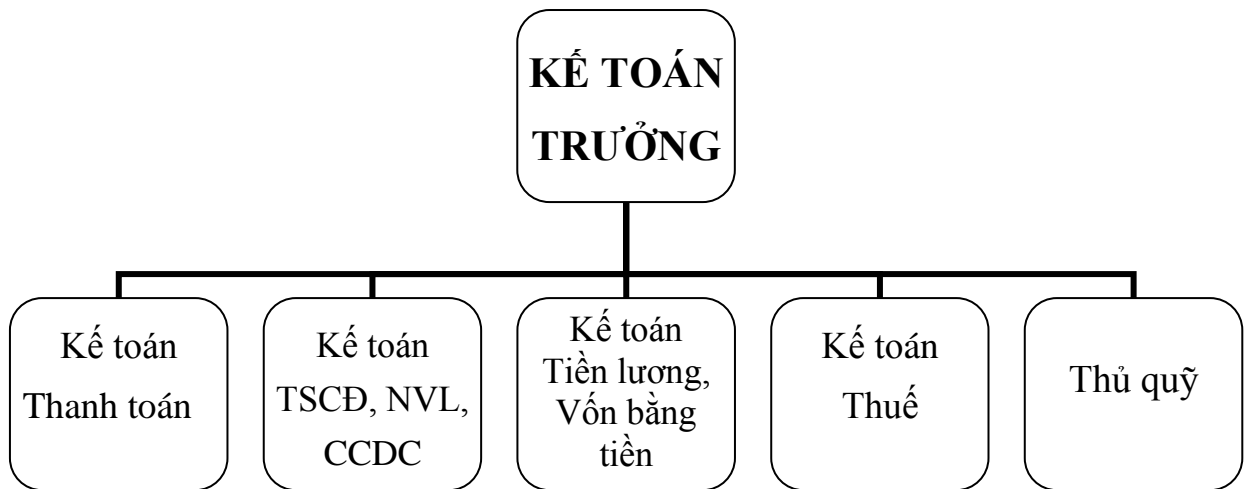 KẾ TOÁN
TRƯỞNG
Kế toán
Thanh toán
Kế toán
TSCĐ, NVL,
CCDC
Kế toán
Tiền lương,
Vốn bằng
tiền
Kế toán
Thuế
Thủ quỹ